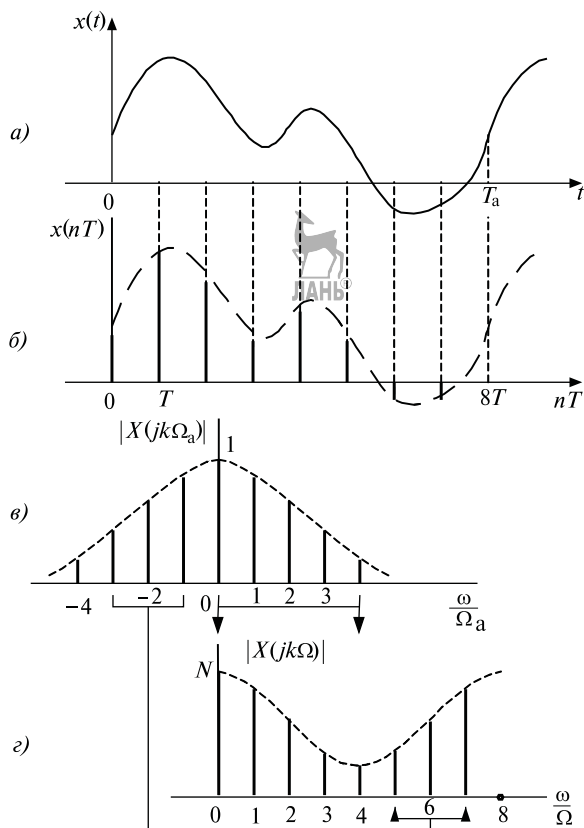 x(t)
а)
0
T_a
t
x(nT)
ЛАНЬ®
б)
0 T 8T nT
|X(jkΩ_a)|
1
в)
−4 −2 0 1 2 3 ω/Ω_a
|X(jkΩ)|
N
г)
0 1 2 3 4 6 8 ω/Ω